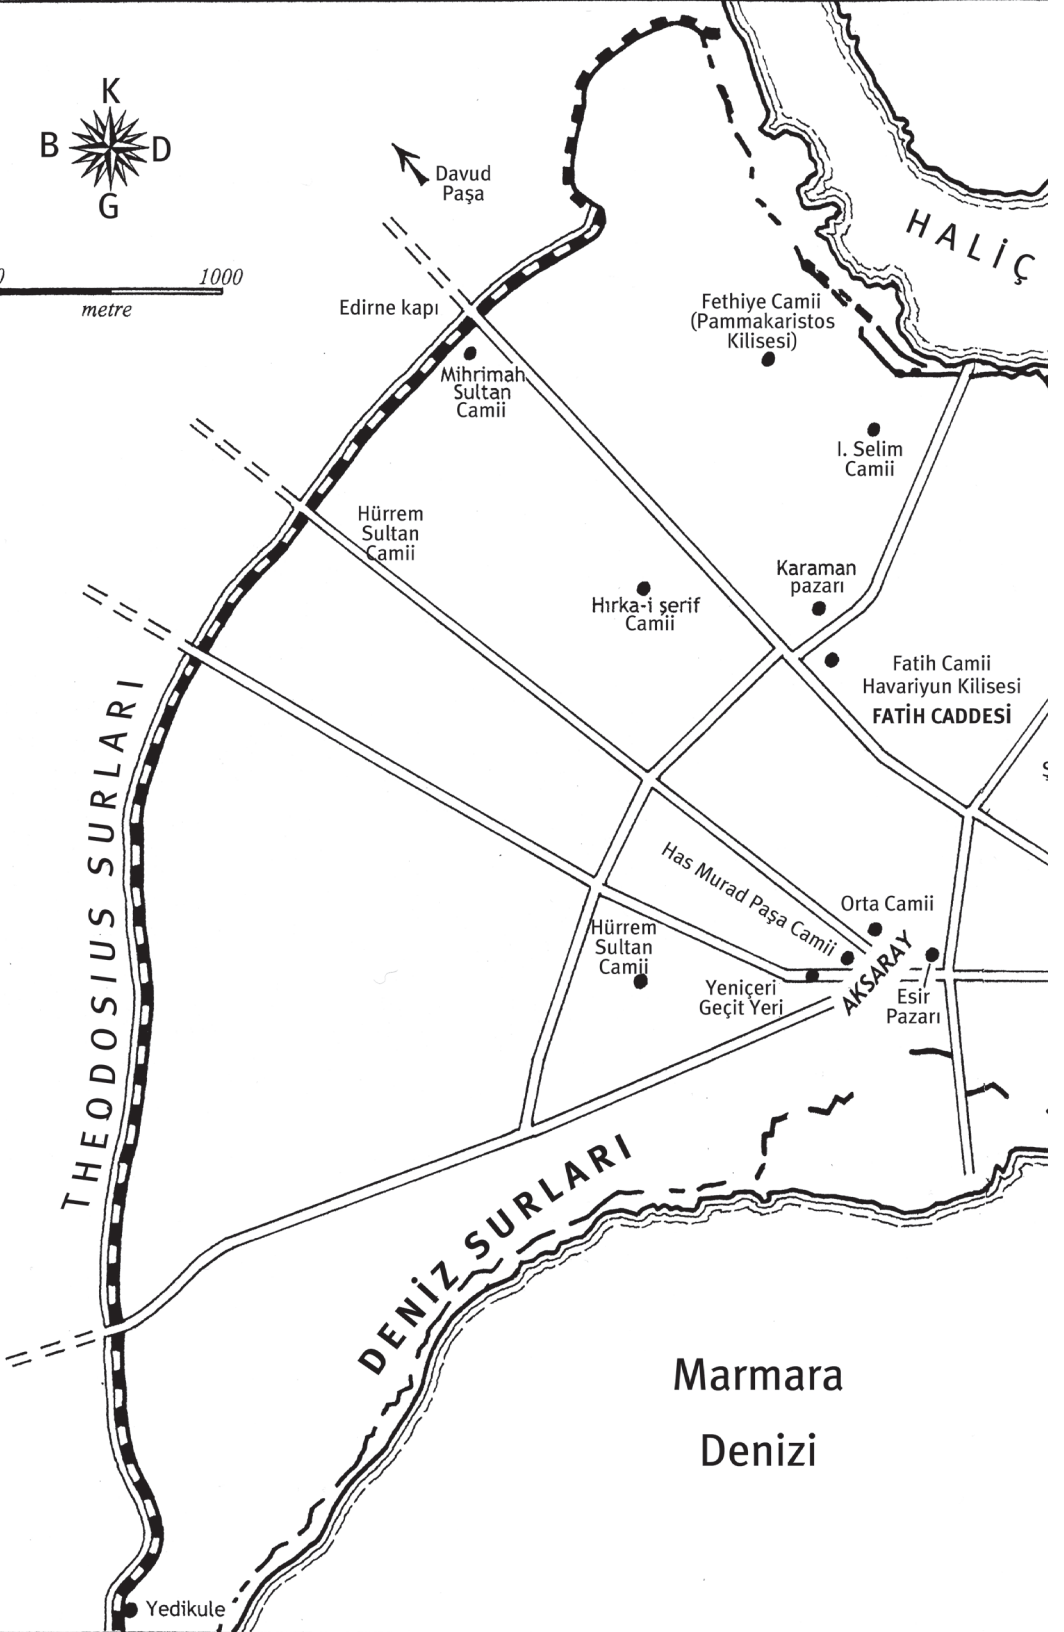 K
B
D
G
0
1000
metre
Davud
Paşa
HALİÇ
Edirne kapı
Fethiye Camii
(Pammakaristos
Kilisesi)
Mihrimah
Sultan
Camii
I. Selim
Camii
Hürrem
Sultan
Camii
Karaman
pazarı
Hırka-i şerif
Camii
Fatih Camii
Havariyun Kilisesi
FATİH CADDESİ
Ş
THEODOSIUS SURLARI
Has Murad Paşa Camii
Orta Camii
Hürrem
Sultan
Camii
Yeniçeri
Geçit Yeri
AKSARAY
Esir
Pazarı
DENİZ SURLARI
Marmara
Denizi
Yedikule